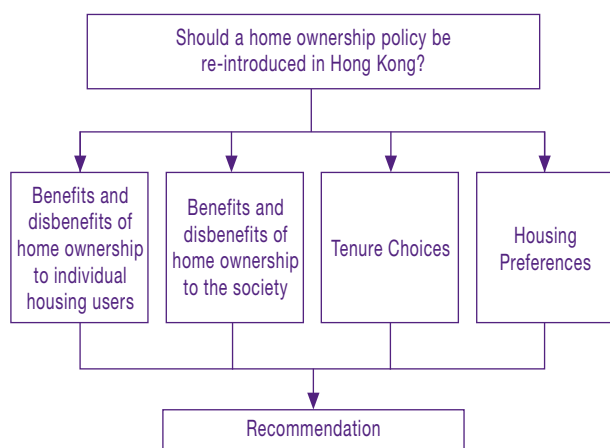 Should a home ownership policy be
re-introduced in Hong Kong?
Benefits and
disbenefits of
home ownership
to individual
housing users
Benefits and
disbenefits of
home ownership
to the society
Tenure Choices
Housing
Preferences
Recommendation